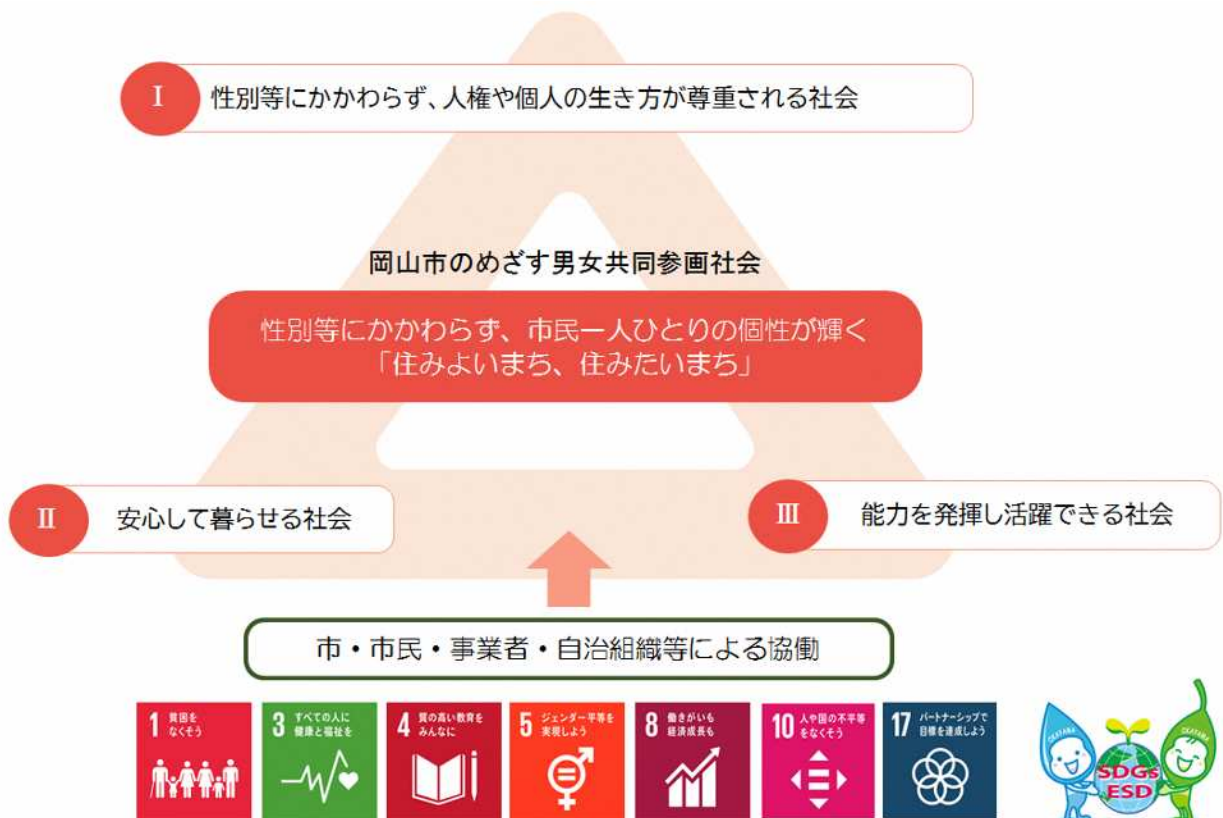 Ⅰ 性別等にかかわらず、人権や個人の生き方が尊重される社会
岡山市のめざす男女共同参画社会
性別等にかかわらず、市民一人ひとりの個性が輝く
「住みよいまち、住みたいまち」
Ⅱ 安心して暮らせる社会
Ⅲ 能力を発揮し活躍できる社会
市・市民・事業者・自治組織等による協働
1 貧困を
なくそう
3 すべての人に
健康と福祉を
4 質の高い教育を
みんなに
5 ジェンダー平等を
実現しよう
8 働きがいも
経済成長も
10 人や国の不平等
をなくそう
17 パートナーシップで
目標を達成しよう
OKAYAMA
OKAYAMA
SDGs
ESD